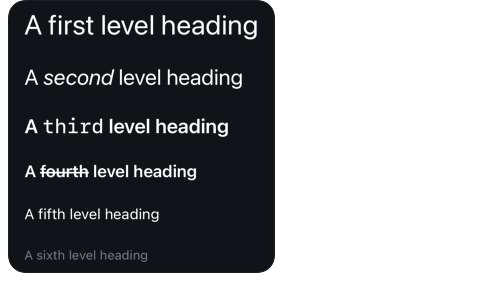 A first level heading
A second level heading
A third level heading
A fourth level heading
A fifth level heading
A sixth level heading